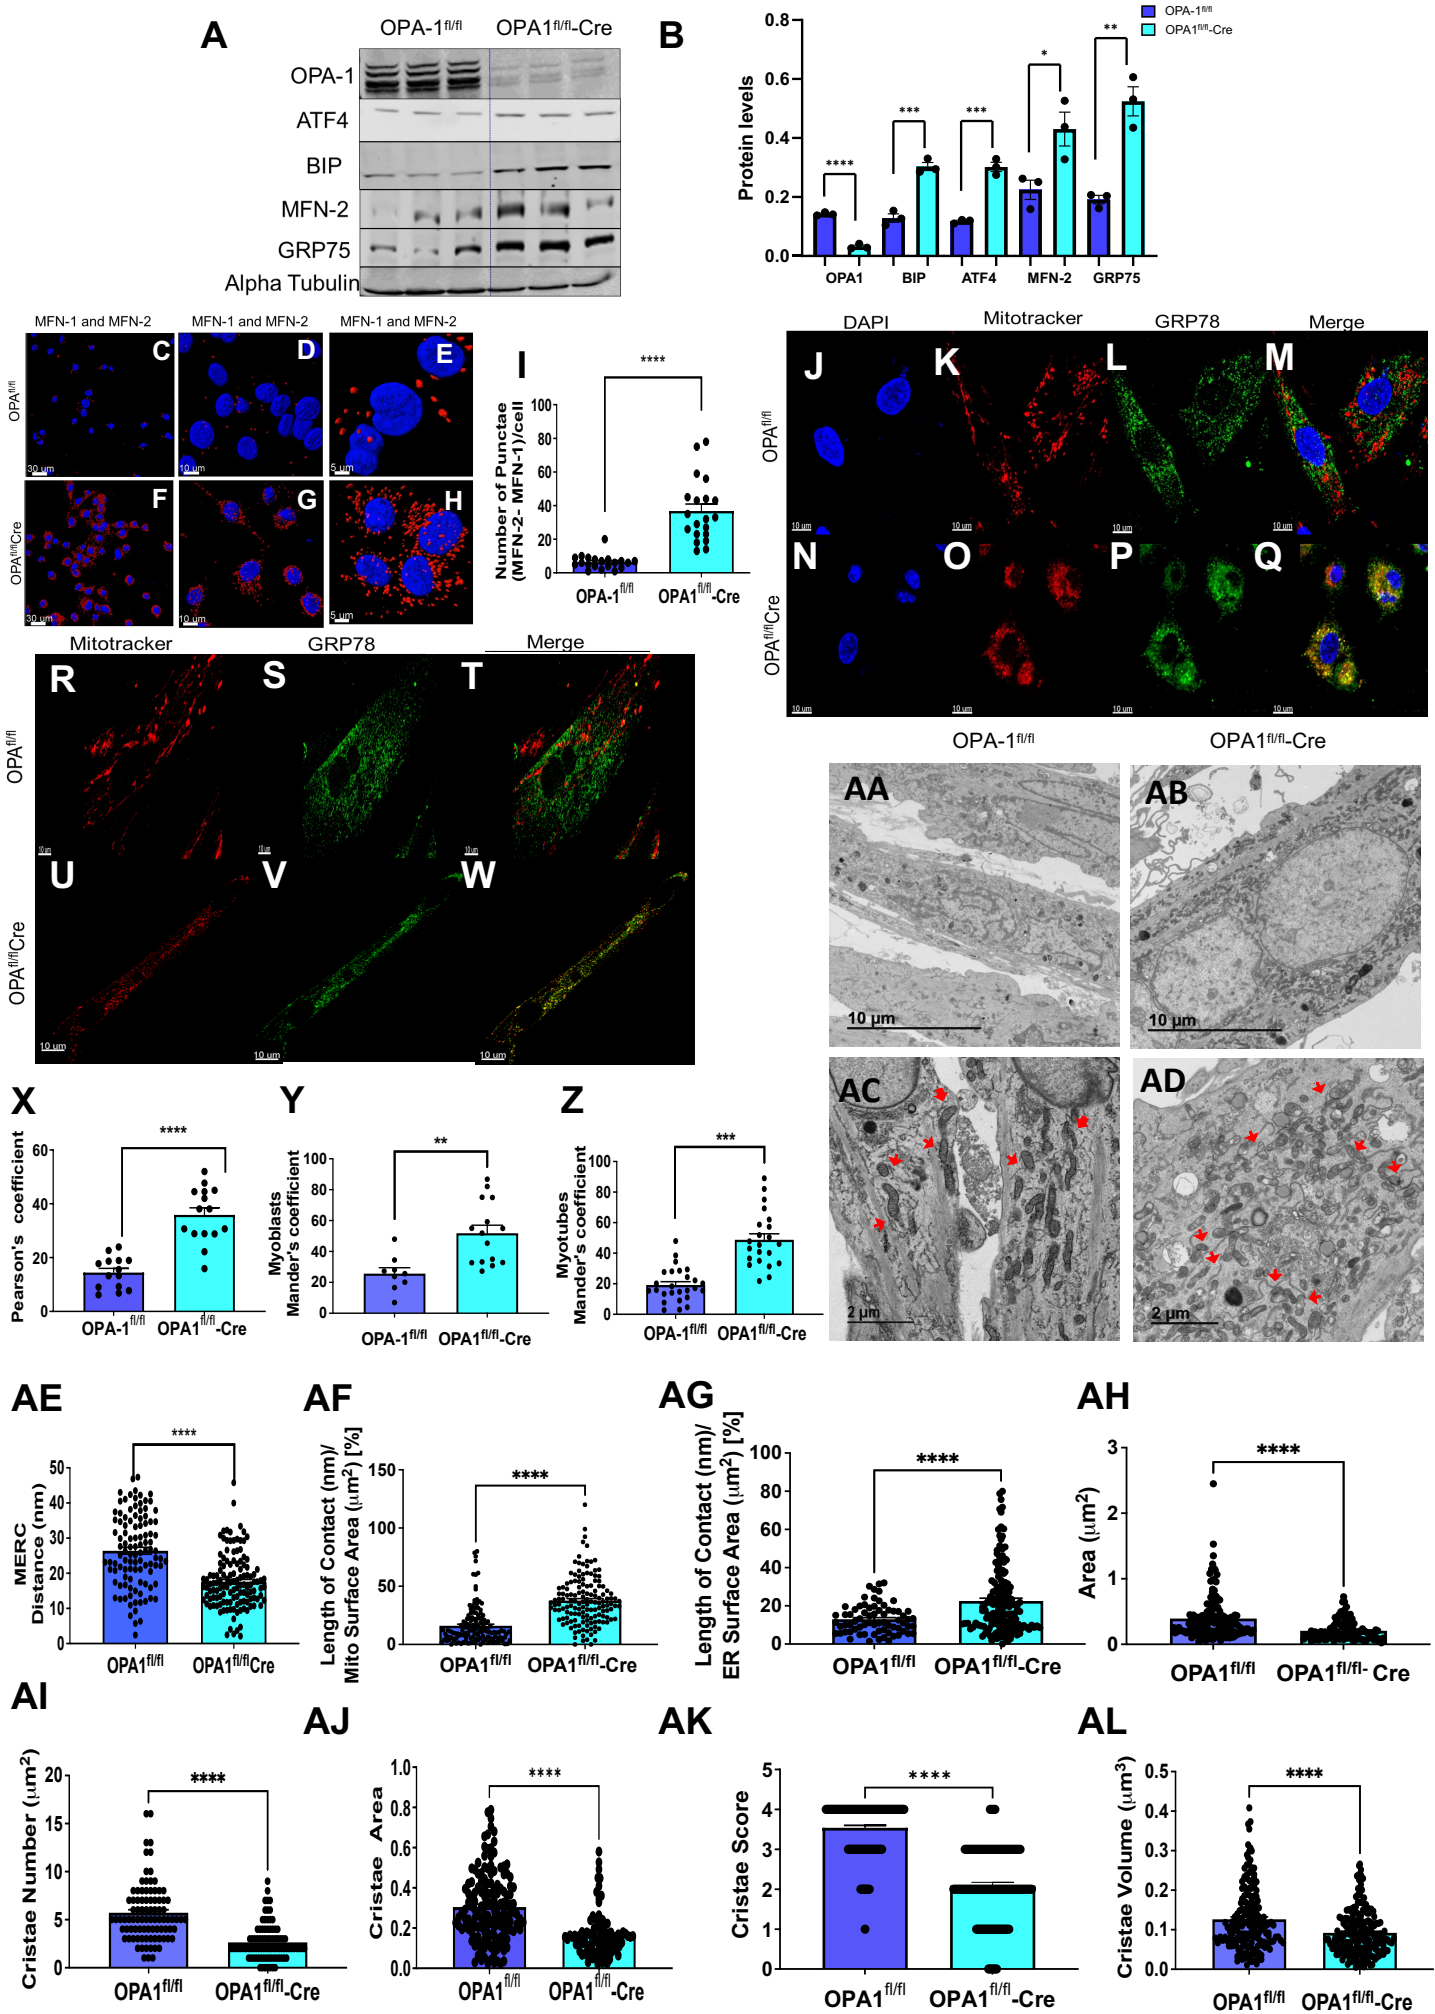 A
OPA-1fl/fl
OPA1fl/fl-Cre
OPA-1
ATF4
BIP
MFN-2
GRP75
Alpha Tubulin
B
OPA-1fl/fl
OPA1fl/fl-Cre
Protein levels
0.8
0.6
0.4
0.2
0.0
****
***
***
*
**
OPA1 BIP ATF4 MFN-2 GRP75
MFN-1 and MFN-2 MFN-1 and MFN-2 MFN-1 and MFN-2
OPAfl/fl
C
30 um
D
10 um
E
5 um
OPAfl/flCre
F
30 um
G
10 um
H
5 um
I
Number of Punctae
(MFN-2- MFN-1)/cell
****
100
80
60
40
20
0
OPA-1fl/fl OPA1fl/fl-Cre
DAPI Mitotracker GRP78 Merge
OPAfl/fl
J K L M
10 um 10 um 10 um 10 um
OPAfl/flCre
N O P Q
10 um 10 um 10 um 10 um
Mitotracker GRP78 Merge
OPAfl/fl
R S T
10 um 10 um 10 um
OPAfl/flCre
U V W
10 um 10 um 10 um
OPA-1fl/fl OPA1fl/fl-Cre
AA
10 µm
AB
10 µm
AC
2 µm
AD
2 µm
X
Pearson's coefficient
****
60
40
20
0
OPA-1fl/fl OPA1fl/fl-Cre
Y
Myoblasts
Mander's coefficient
**
100
80
60
40
20
0
OPA-1fl/fl OPA1fl/fl-Cre
Z
Myotubes
Mander's coefficient
***
100
80
60
40
20
0
OPA-1fl/fl OPA1fl/fl-Cre
AE
MERC
Distance (nm)
****
50
40
30
20
10
0
OPA1fl/fl OPA1fl/flCre
AF
Length of Contact (nm)/
Mito Surface Area (µm2) [%]
****
150
100
50
0
OPA1fl/fl OPA1fl/fl-Cre
AG
Length of Contact (nm)/
ER Surface Area (µm2) [%]
****
100
80
60
40
20
0
OPA1fl/fl OPA1fl/fl-Cre
AH
Area (µm2)
****
3
2
1
0
OPA1fl/fl OPA1fl/fl- Cre
AI
Cristae Number (µm2)
****
20
15
10
5
0
OPA1fl/fl OPA1fl/fl-Cre
AJ
Cristae Area
****
1.0
0.8
0.6
0.4
0.2
0.0
OPA1fl/fl OPA1fl/fl-Cre
AK
Cristae Score
****
5
4
3
2
1
0
OPA1fl/fl OPA1fl/fl-Cre
AL
Cristae Volume (µm3)
****
0.5
0.4
0.3
0.2
0.1
0.0
OPA1fl/fl OPA1fl/fl-Cre